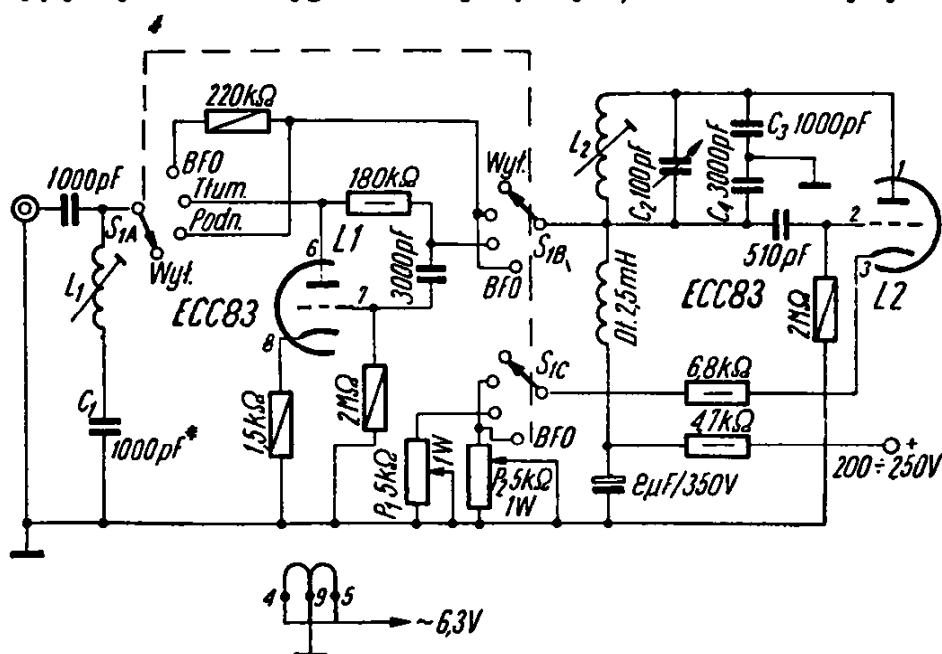 4
220kΩ
BFO
Tłum.
Podn.
1000pF
S1A
Wył.
L1
C1
1000pF*
180kΩ
6
L1
3000pF
7
ECC83
8
1,5kΩ
2MΩ
P1 5kΩ
1W
P2 5kΩ
1W
Wył.
S1B
BFO
S1C
BFO
L2
C2 100pF
C3 1000pF
C4 3000pF
1
2
3
510pF
L2
ECC83
Dł. 2,5mH
2MΩ
6,8kΩ
4,7kΩ
+
200÷250V
8µF/350V
4 9 5
~6,3V